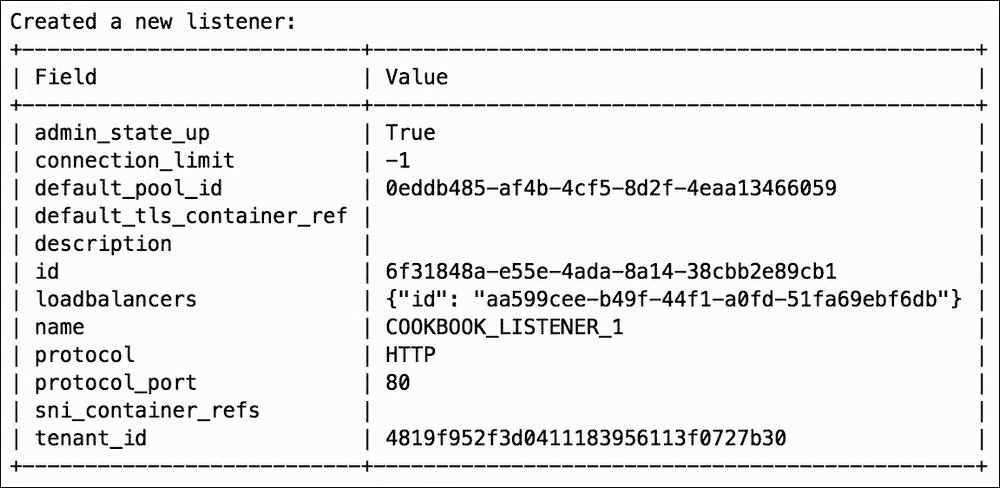 Created a new listener:
+---------------------------+------------------------------------------------+
| Field                     | Value                                          |
+---------------------------+------------------------------------------------+
| admin_state_up            | True                                           |
| connection_limit          | -1                                             |
| default_pool_id           | 0eddb485-af4b-4cf5-8d2f-4eaa13466059           |
| default_tls_container_ref |                                                |
| description               |                                                |
| id                        | 6f31848a-e55e-4ada-8a14-38cbb2e89cb1           |
| loadbalancers             | {"id": "aa599cee-b49f-44f1-a0fd-51fa69ebf6db"} |
| name                      | COOKBOOK_LISTENER_1                            |
| protocol                  | HTTP                                           |
| protocol_port             | 80                                             |
| sni_container_refs        |                                                |
| tenant_id                 | 4819f952f3d0411183956113f0727b30               |
+---------------------------+------------------------------------------------+